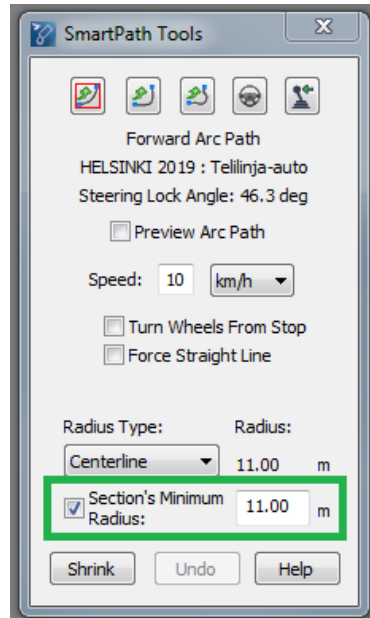 SmartPath Tools
Forward Arc Path
HELSINKI 2019 : Telilinja-auto
Steering Lock Angle: 46.3 deg
Preview Arc Path
Speed: 10 km/h
Turn Wheels From Stop
Force Straight Line
Radius Type: Radius:
Centerline 11.00 m
Section's Minimum
Radius: 11.00 m
Shrink Undo Help